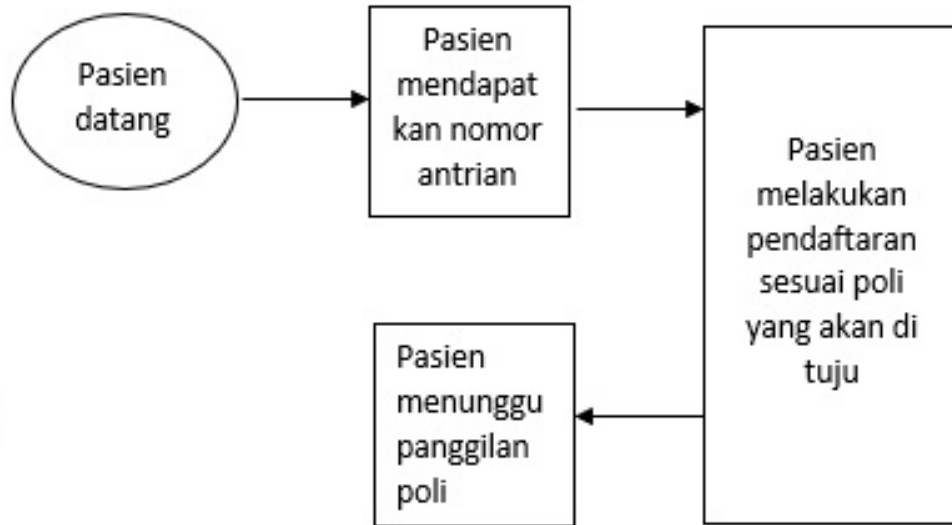 Pasien
datang
Pasien
mendapat
kan nomor
antrian
Pasien
melakukan
pendaftaran
sesuai poli
yang akan di
tuju
Pasien
menunggu
panggilan
poli